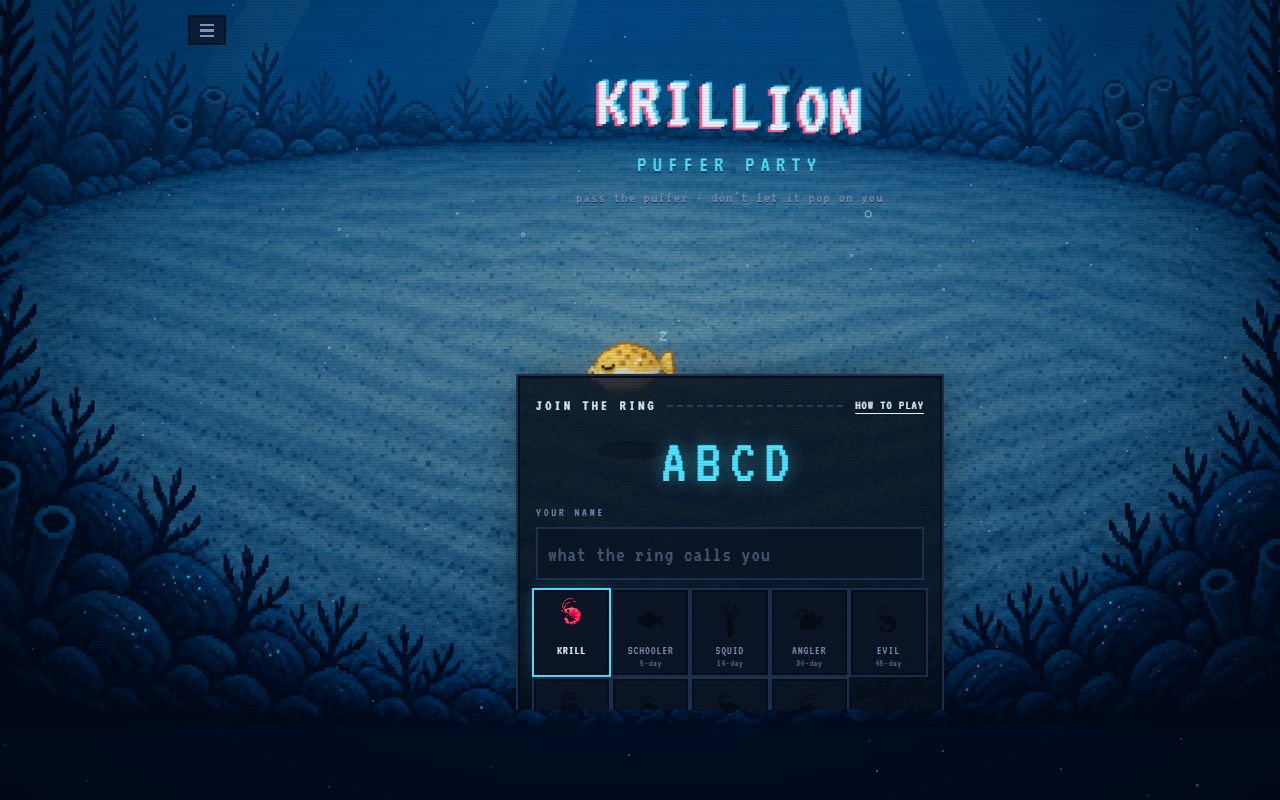 KRILLION
PUFFER PARTY
pass the puffer · don't let it pop on you
z
JOIN THE RING
HOW TO PLAY
ABCD
YOUR NAME
what the ring calls you
KRILL
SCHOOLER
5-day
SQUID
14-day
ANGLER
30-day
EVIL
45-day